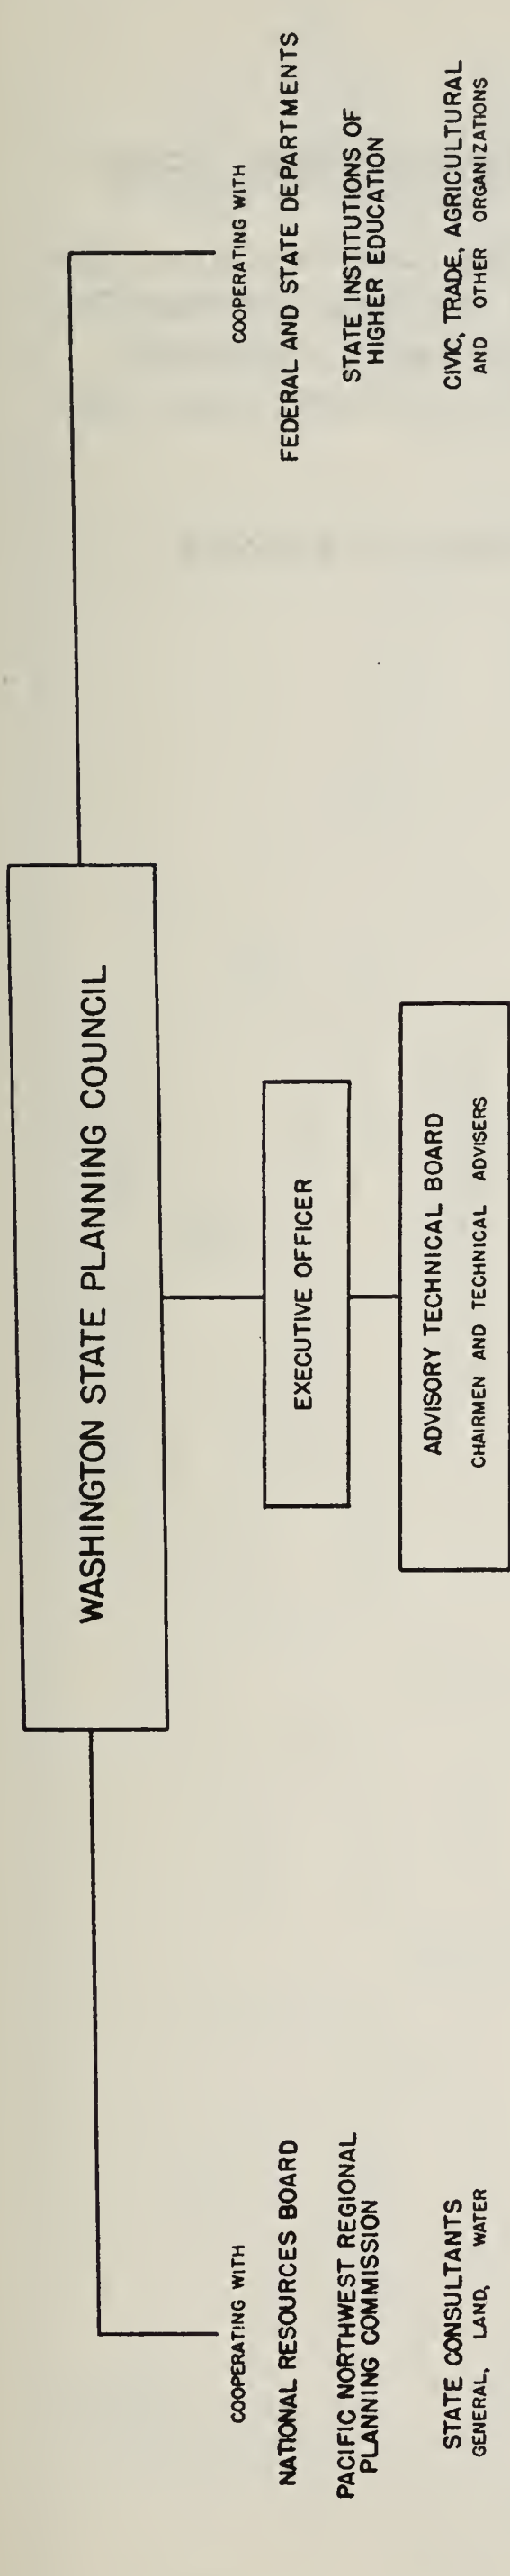 WASHINGTON STATE PLANNING COUNCIL
COOPERATING WITH
NATIONAL RESOURCES BOARD
PACIFIC NORTHWEST REGIONAL
PLANNING COMMISSION
STATE CONSULTANTS
GENERAL, LAND, WATER
EXECUTIVE OFFICER
ADVISORY TECHNICAL BOARD
CHAIRMEN AND TECHNICAL ADVISERS
COOPERATING WITH
FEDERAL AND STATE DEPARTMENTS
STATE INSTITUTIONS OF
HIGHER EDUCATION
CIVIC, TRADE, AGRICULTURAL
AND OTHER ORGANIZATIONS